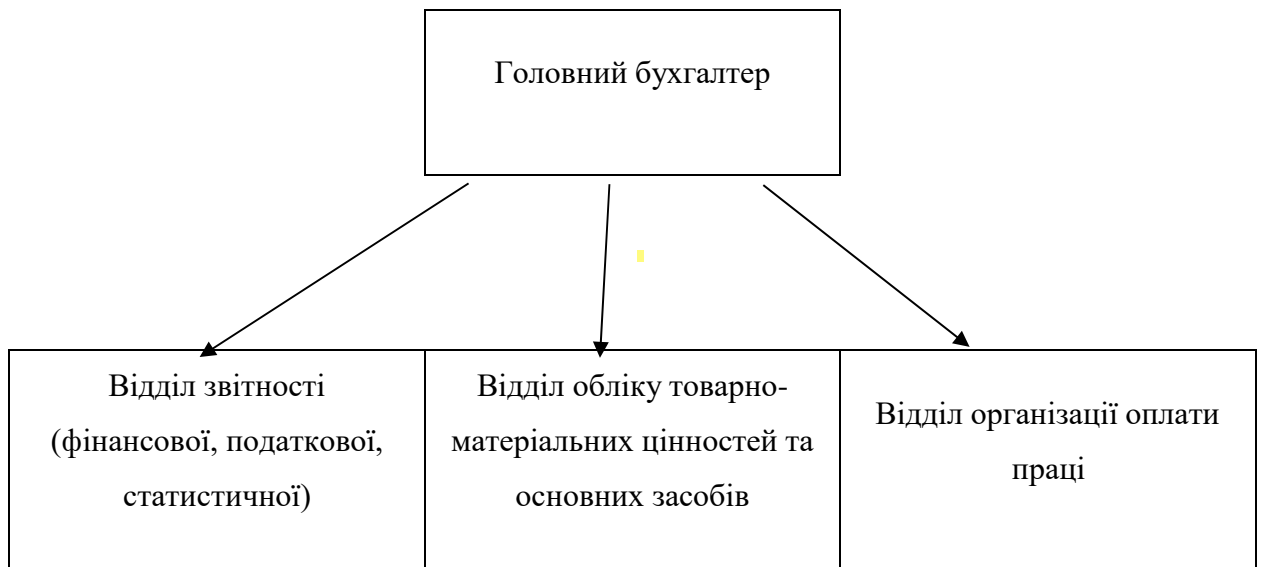 Головний бухгалтер
Відділ звітності
(фінансової, податкової,
статистичної)
Відділ обліку товарно-
матеріальних цінностей та
основних засобів
Відділ організації оплати
праці